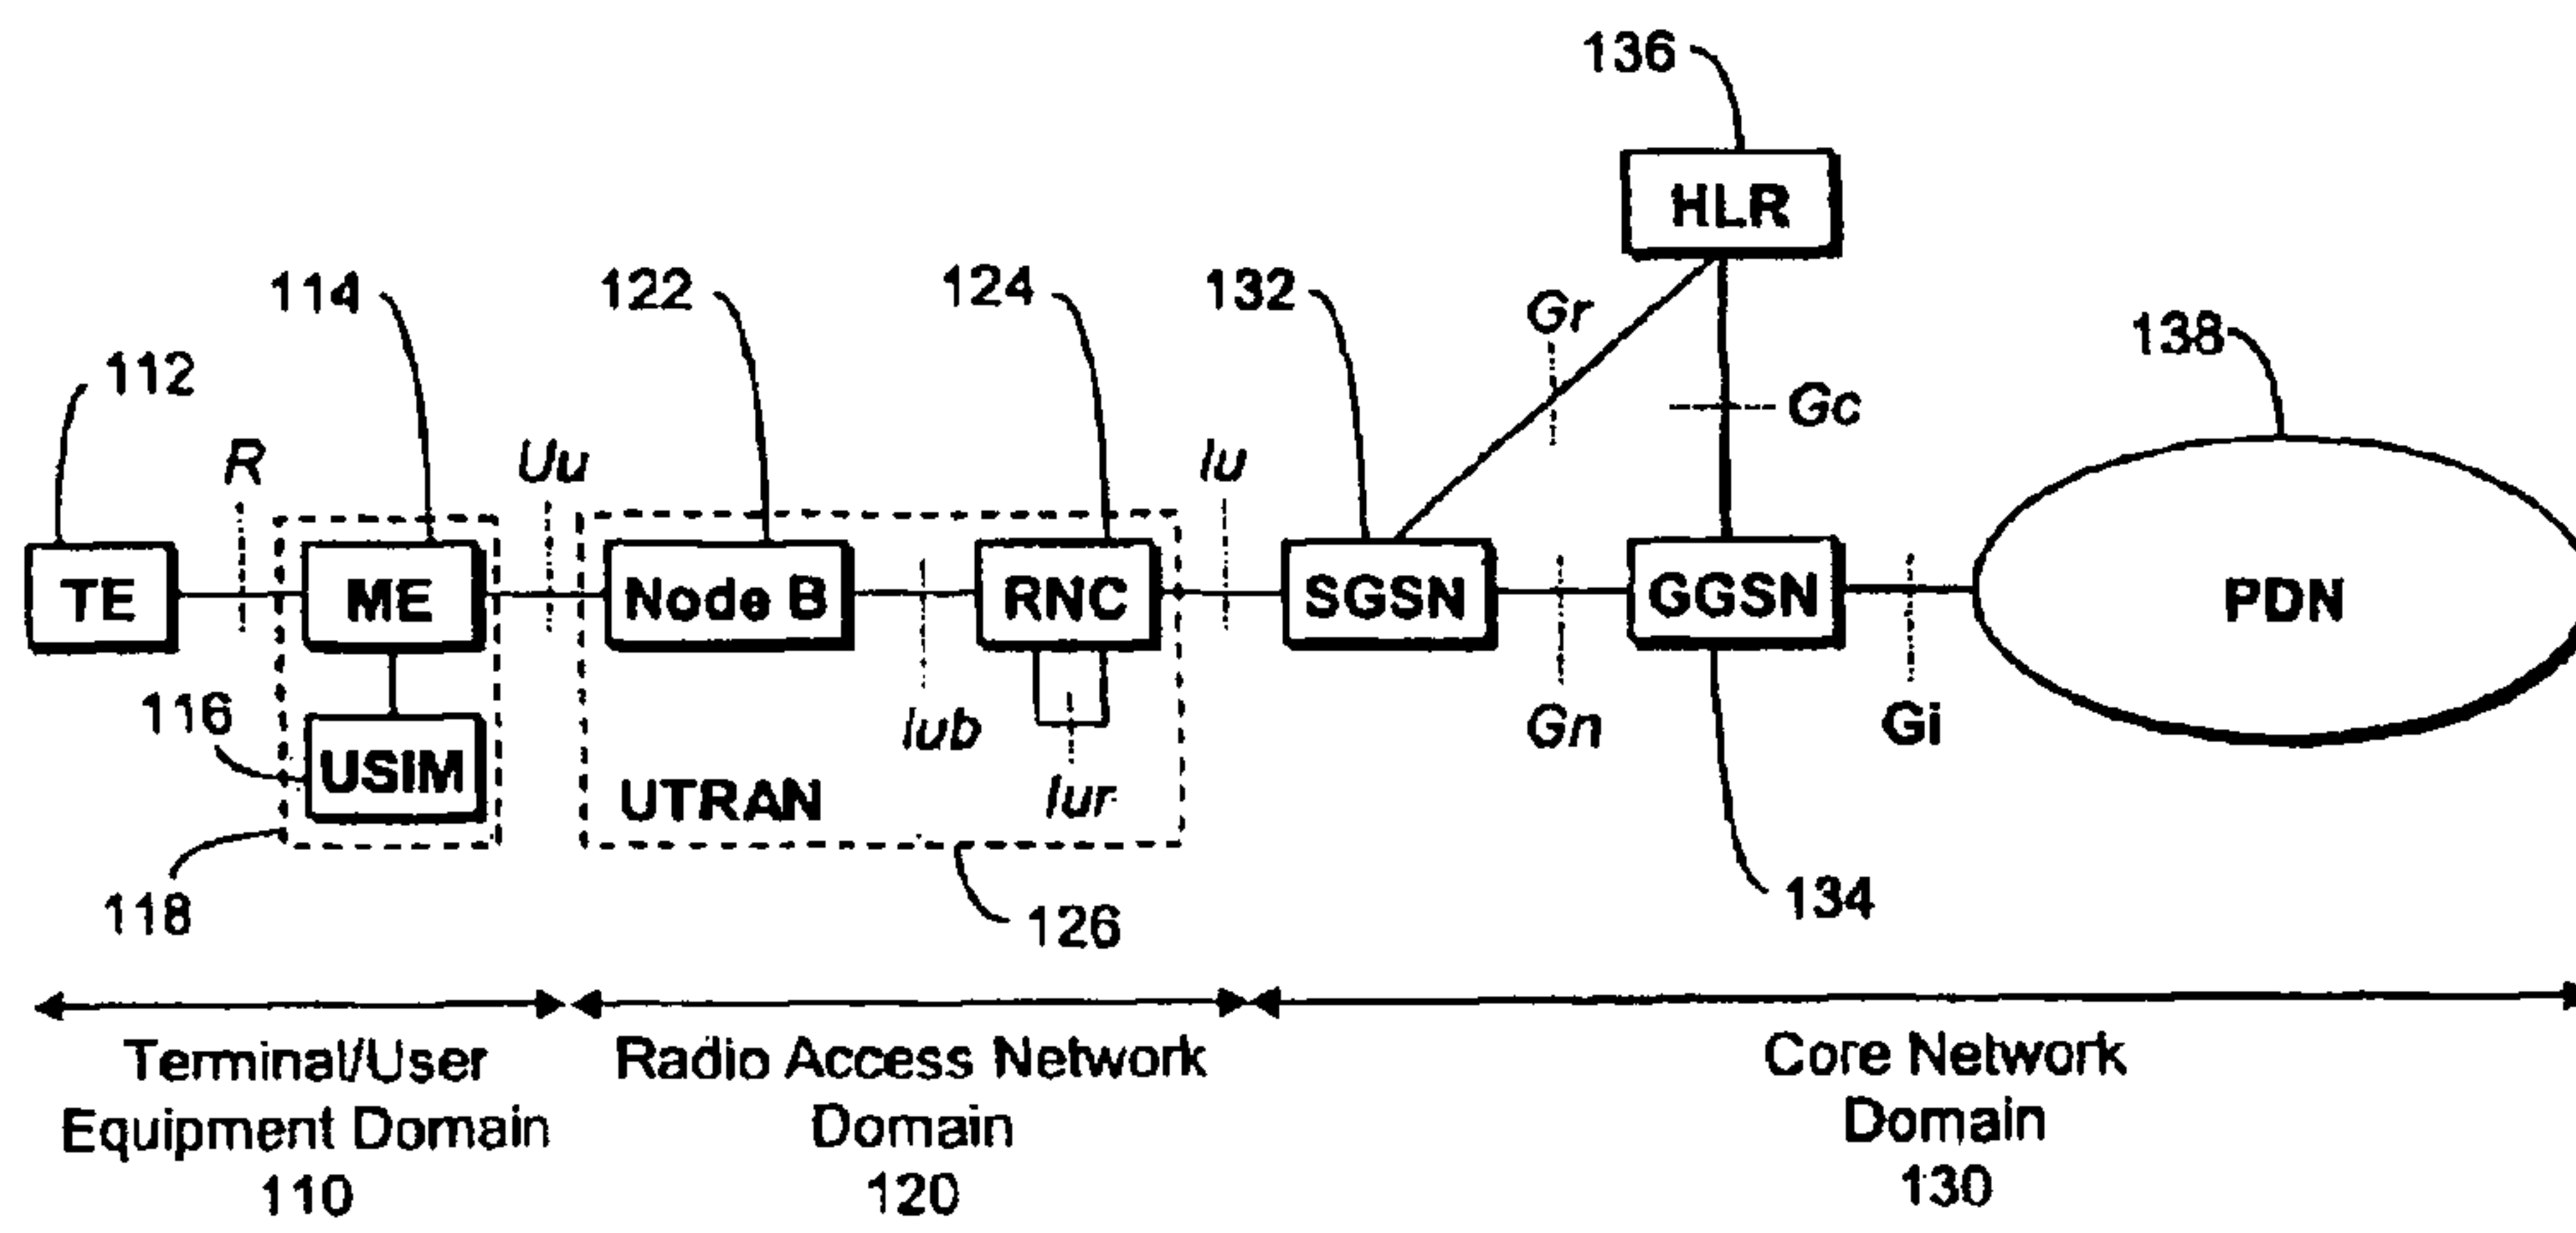 136
HLR
114
122
124
132
Gr
138
112
Gc
R
Uu
Iu
TE
ME
Node B
RNC
SGSN
GGSN
PDN
116
USIM
UTRAN
Iub
Iur
Gn
Gi
118
126
134
Terminal/User
Equipment Domain
110
Radio Access Network
Domain
120
Core Network
Domain
130